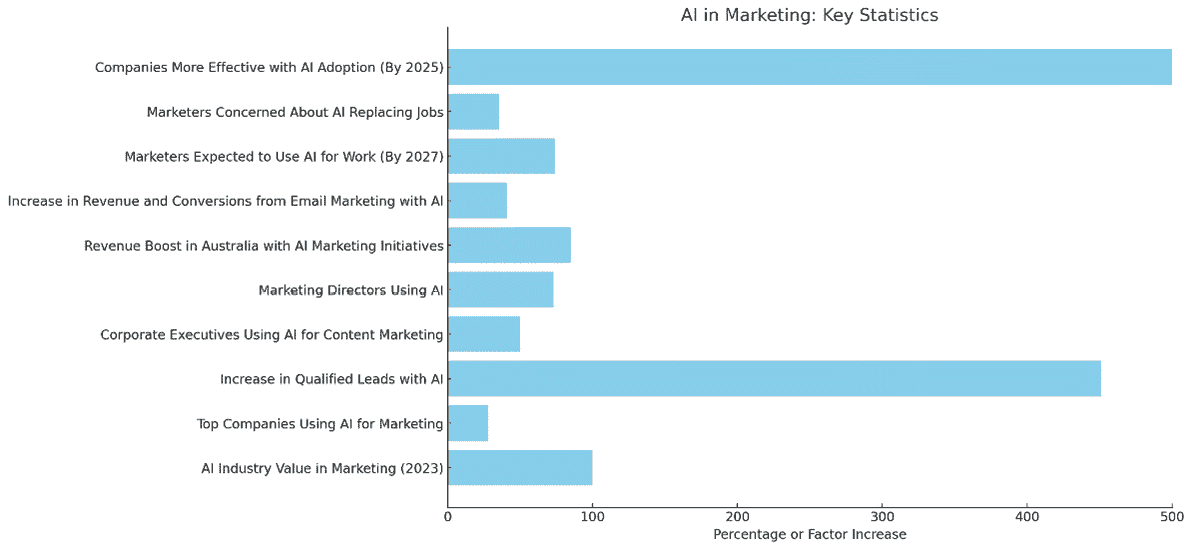 AI in Marketing: Key Statistics
Companies More Effective with AI Adoption (By 2025)
Marketers Concerned About AI Replacing Jobs
Marketers Expected to Use AI for Work (By 2027)
Increase in Revenue and Conversions from Email Marketing with AI
Revenue Boost in Australia with AI Marketing Initiatives
Marketing Directors Using AI
Corporate Executives Using AI for Content Marketing
Increase in Qualified Leads with AI
Top Companies Using AI for Marketing
AI Industry Value in Marketing (2023)
0 100 200 300 400 500
Percentage or Factor Increase